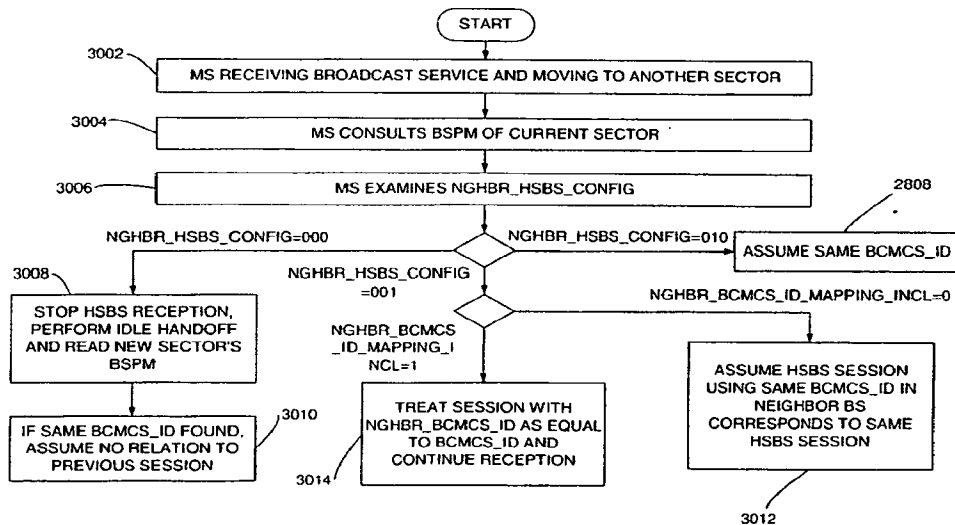 START
3002
MS RECEIVING BROADCAST SERVICE AND MOVING TO ANOTHER SECTOR
3004
MS CONSULTS BSPM OF CURRENT SECTOR
3006
MS EXAMINES NGHBR_HSBS_CONFIG
2808
NGHBR_HSBS_CONFIG=000
NGHBR_HSBS_CONFIG=010
ASSUME SAME BCMCS_ID
3008
NGHBR_HSBS_CONFIG
=001
NGHBR_BCMCS_ID_MAPPING_INCL=0
STOP HSBS RECEPTION,
PERFORM IDLE HANDOFF
AND READ NEW SECTOR'S
BSPM
NGHBR_BCMCS
_ID_MAPPING_I
NCL=1
ASSUME HSBS SESSION
USING SAME BCMCS_ID IN
NEIGHBOR BS
CORRESPONDS TO SAME
HSBS SESSION
3010
IF SAME BCMCS_ID FOUND,
ASSUME NO RELATION TO
PREVIOUS SESSION
TREAT SESSION WITH
NGHBR_BCMCS_ID AS EQUAL
TO BCMCS_ID AND
CONTINUE RECEPTION
3014
3012